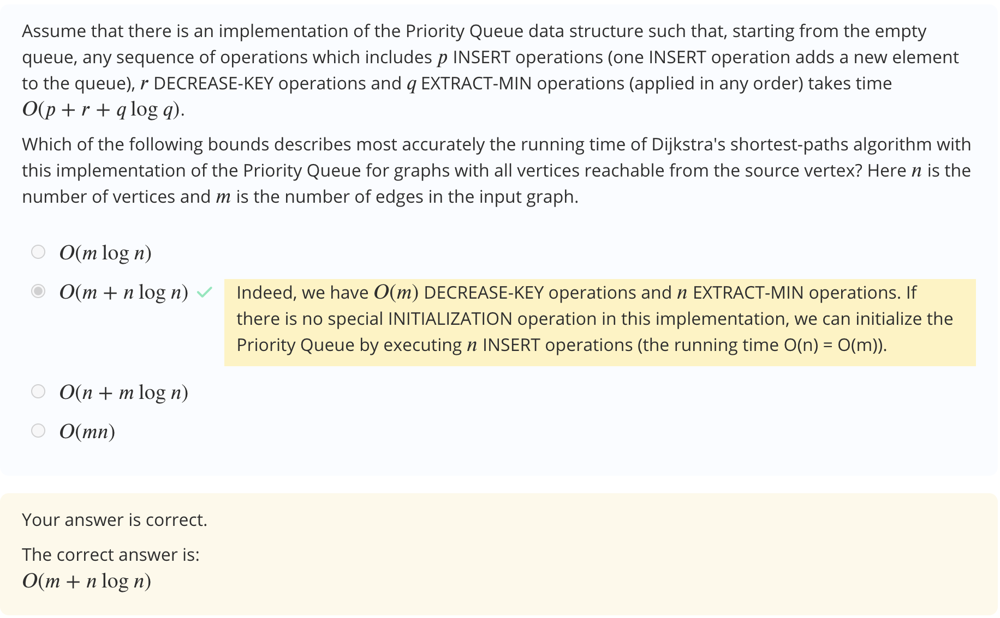 Assume that there is an implementation of the Priority Queue data structure such that, starting from the empty
queue, any sequence of operations which includes p INSERT operations (one INSERT operation adds a new element
to the queue), r DECREASE-KEY operations and q EXTRACT-MIN operations (applied in any order) takes time
O(p + r + q log q).
Which of the following bounds describes most accurately the running time of Dijkstra's shortest-paths algorithm with
this implementation of the Priority Queue for graphs with all vertices reachable from the source vertex? Here n is the
number of vertices and m is the number of edges in the input graph.
O(m log n)
O(m + n log n) ✓ Indeed, we have O(m) DECREASE-KEY operations and n EXTRACT-MIN operations. If
there is no special INITIALIZATION operation in this implementation, we can initialize the
Priority Queue by executing n INSERT operations (the running time O(n) = O(m)).
O(n + m log n)
O(mn)
Your answer is correct.
The correct answer is:
O(m + n log n)